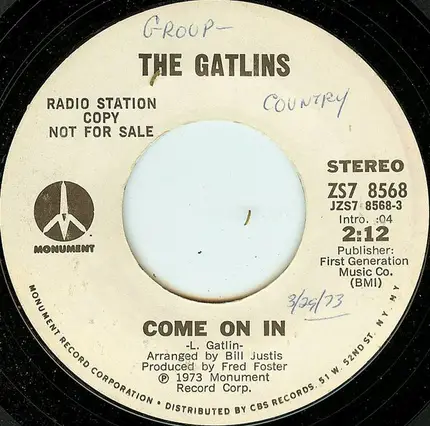 GROUP-
THE GATLINS
RADIO STATION
COPY
NOT FOR SALE
COUNTRY
STEREO
ZS7 8568
JZS7 8568-3
Intro. :04
2:12
Publisher:
First Generation
Music Co.
(BMI)
MONUMENT
3/29/73
COME ON IN
-L. Gatlin-
Arranged by Bill Justis
Produced by Fred Foster
℗ 1973 Monument
Record Corp.
MONUMENT RECORD CORPORATION • DISTRIBUTED BY CBS RECORDS, 51 W. 52ND ST. N.Y. N.Y.